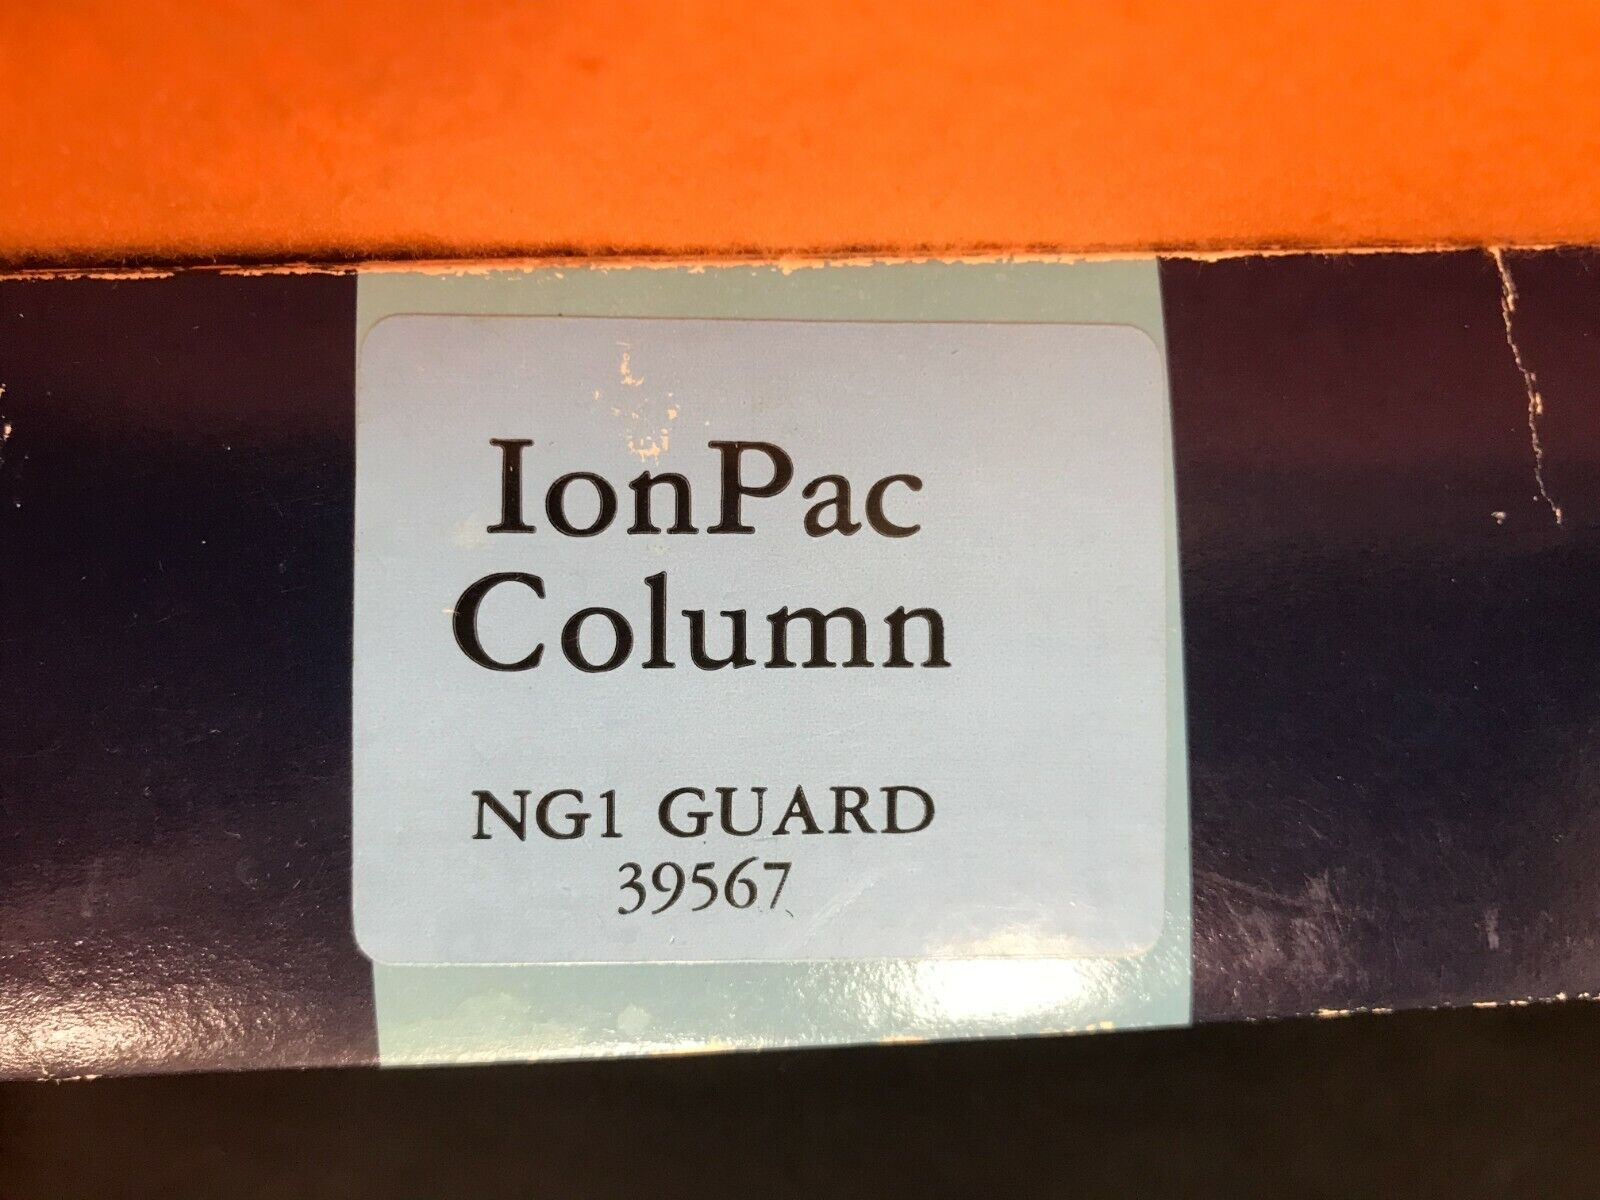 IonPac
Column
NG1 GUARD
39567